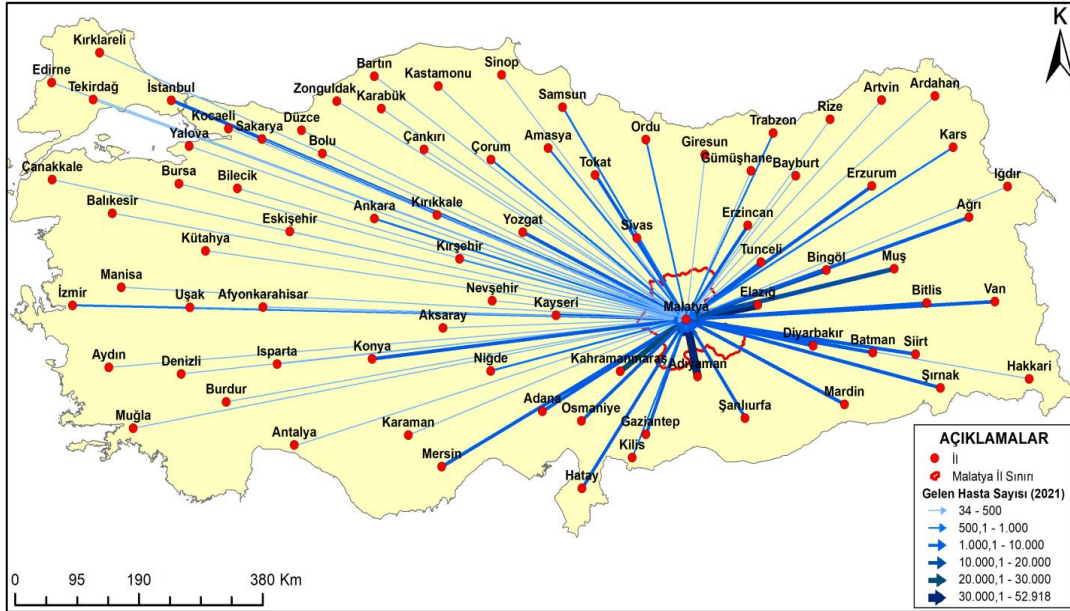 K
Kırklareli
Edirne
Tekirdağ
İstanbul
Kocaeli
Sakarya
Yalova
Düzce
Bolu
Zonguldak
Bartın
Karabük
Kastamonu
Sinop
Çankırı
Çorum
Samsun
Amasya
Tokat
Ordu
Giresun
Gümüşhane
Trabzon
Bayburt
Rize
Artvin
Ardahan
Kars
Iğdır
Erzurum
Ağrı
Çanakkale
Balıkesir
Bursa
Bilecik
Eskişehir
Kütahya
Ankara
Kırıkkale
Kırşehir
Yozgat
Sivas
Erzincan
Tunceli
Bingöl
Muş
Manisa
İzmir
Uşak
Afyonkarahisar
Nevşehir
Kayseri
Aksaray
Malatya
Elazığ
Bitlis
Van
Aydın
Denizli
Isparta
Burdur
Konya
Niğde
Kahramanmaraş
Adıyaman
Diyarbakır
Batman
Siirt
Şırnak
Hakkari
Muğla
Antalya
Karaman
Mersin
Adana
Osmaniye
Gaziantep
Kilis
Hatay
Şanlıurfa
Mardin
AÇIKLAMALAR
İl
Malatya İl Sınırı
Gelen Hasta Sayısı (2021)
34 - 500
500,1 - 1.000
1.000,1 - 10.000
10.000,1 - 20.000
20.000,1 - 30.000
30.000,1 - 52.918
0 95 190 380 Km